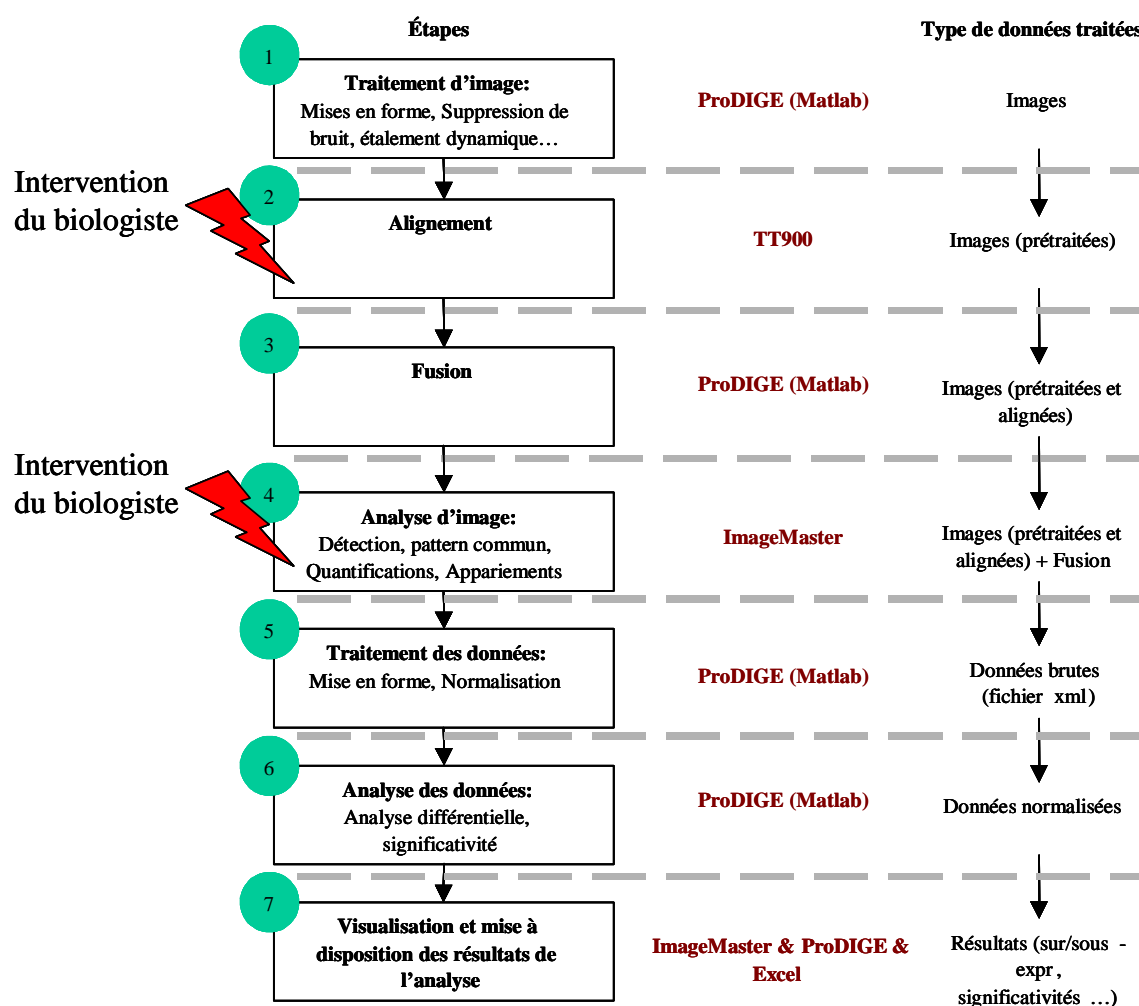 Étapes
Type de données traitées
1
Traitement d'image:
Mises en forme, Suppression de
bruit, étalement dynamique…
ProDIGE (Matlab)
Images
Intervention
du biologiste
2
Alignement
TT900
Images (prétraitées)
3
Fusion
ProDIGE (Matlab)
Images (prétraitées et
alignées)
Intervention
du biologiste
4
Analyse d'image:
Détection, pattern commun,
Quantifications, Appariements
ImageMaster
Images (prétraitées et
alignées) + Fusion
5
Traitement des données:
Mise en forme, Normalisation
ProDIGE (Matlab)
Données brutes
(fichier xml)
6
Analyse des données:
Analyse différentielle,
significativité
ProDIGE (Matlab)
Données normalisées
7
Visualisation et mise à
disposition des résultats de
l'analyse
ImageMaster & ProDIGE &
Excel
Résultats (sur/sous -
expr,
significativités …)